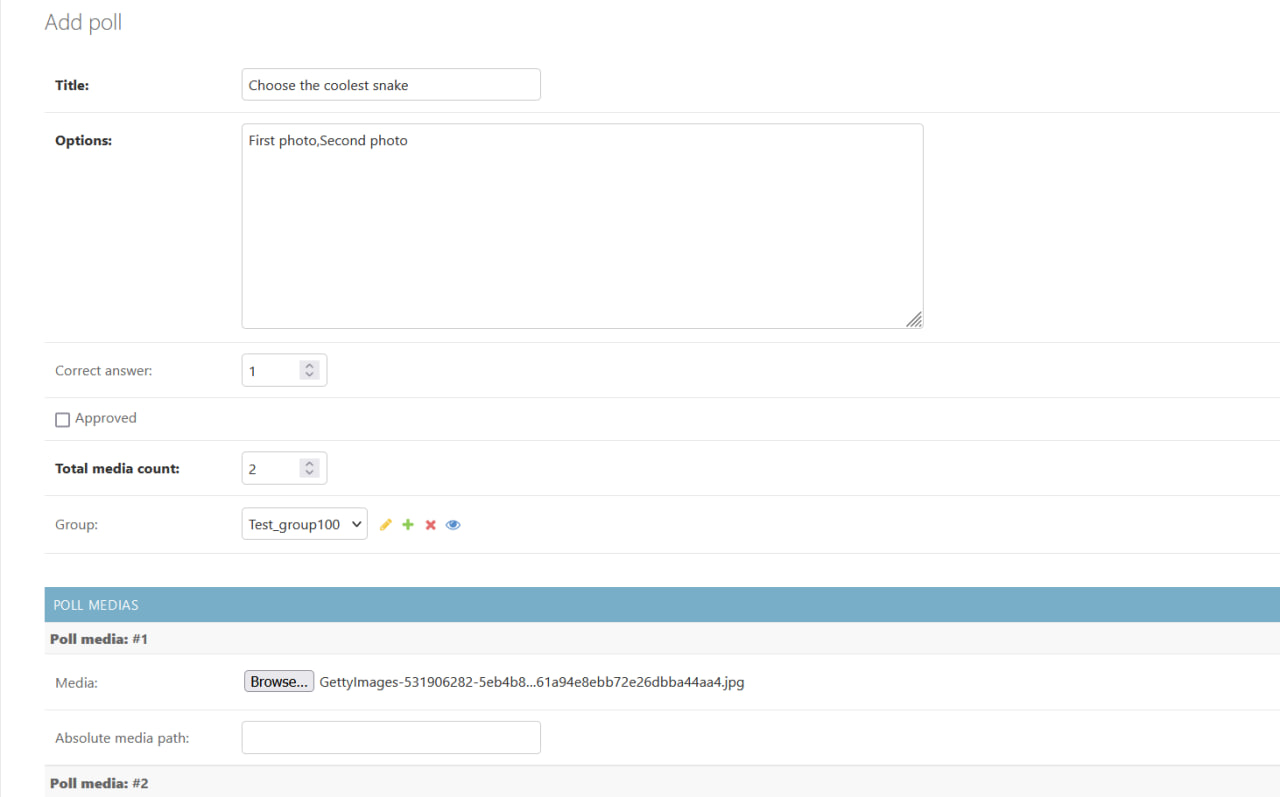 Add poll
Title: Choose the coolest snake
Options: First photo,Second photo
Correct answer: 1
Approved
Total media count: 2
Group: Test_group100
POLL MEDIAS
Poll media: #1
Media: Browse... GettyImages-531906282-5eb4b8...61a94e8ebb72e26dbba44aa4.jpg
Absolute media path:
Poll media: #2